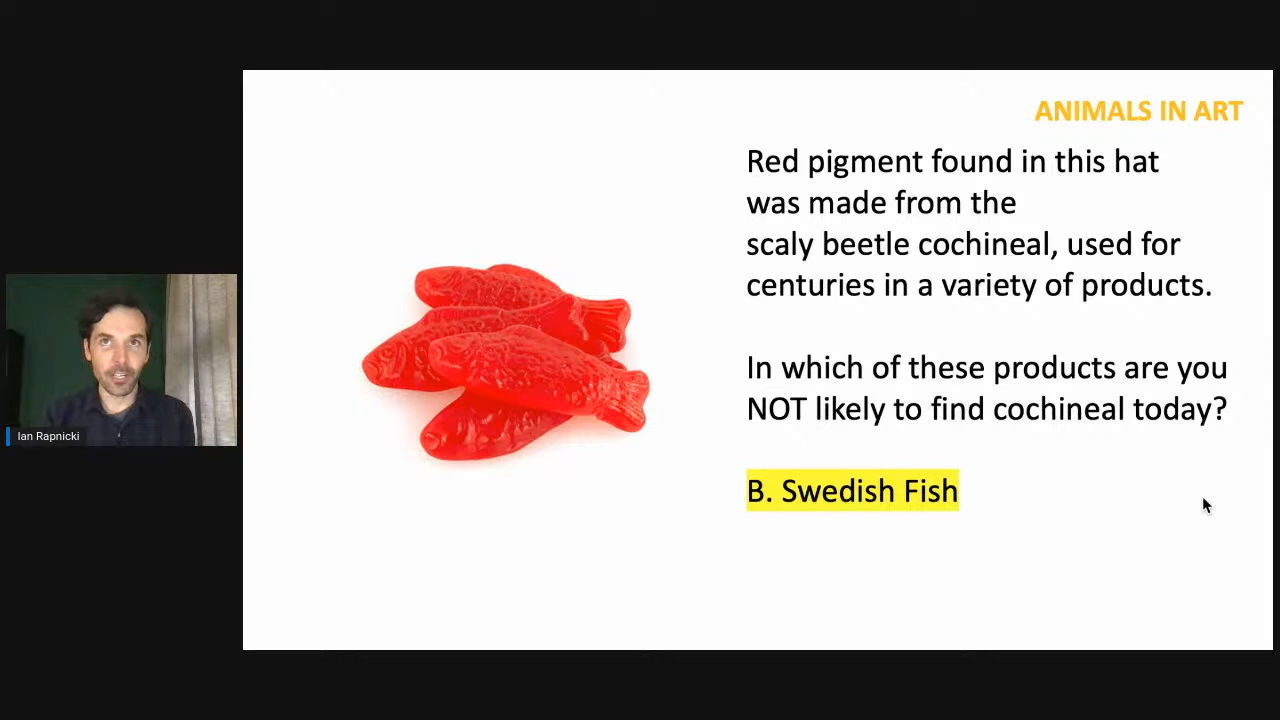 ANIMALS IN ART
Red pigment found in this hat
was made from the
scaly beetle cochineal, used for
centuries in a variety of products.
In which of these products are you
NOT likely to find cochineal today?
B. Swedish Fish
Ian Rapnicki